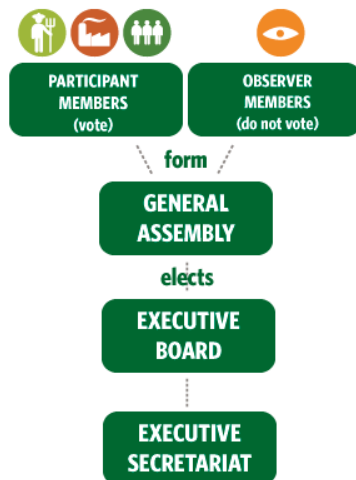 PARTICIPANT
MEMBERS
(vote)
OBSERVER
MEMBERS
(do not vote)
form
GENERAL
ASSEMBLY
elects
EXECUTIVE
BOARD
EXECUTIVE
SECRETARIAT